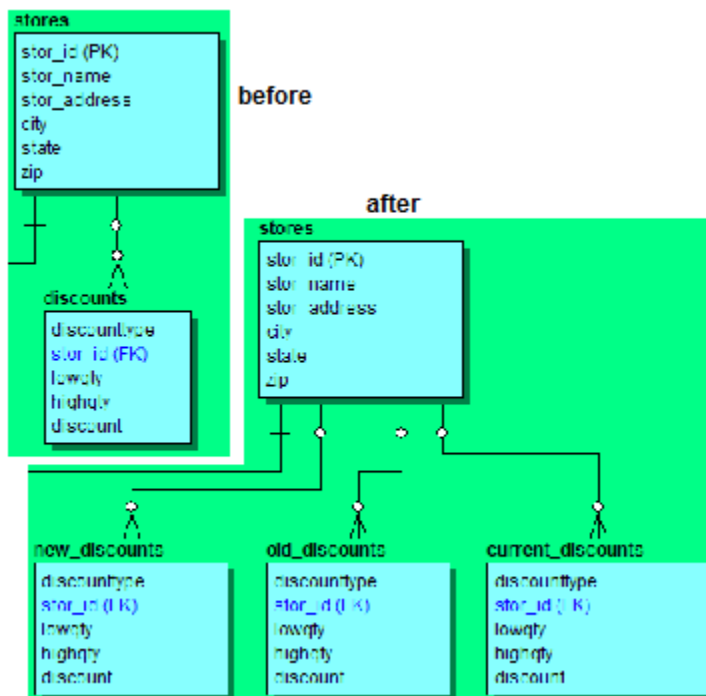 stores
stor_id (PK)
stor_name
stor_address
city
state
zip
before
discounts
discounttype
stor_id (FK)
lowqty
highqty
discount
after
stores
stor_id (PK)
stor_name
stor_address
city
state
zip
new_discounts
discounttype
stor_id (FK)
lowqty
highqty
discount
old_discounts
discounttype
stor_id (FK)
lowqty
highqty
discount
current_discounts
discounttype
stor_id (FK)
lowqty
highqty
discount